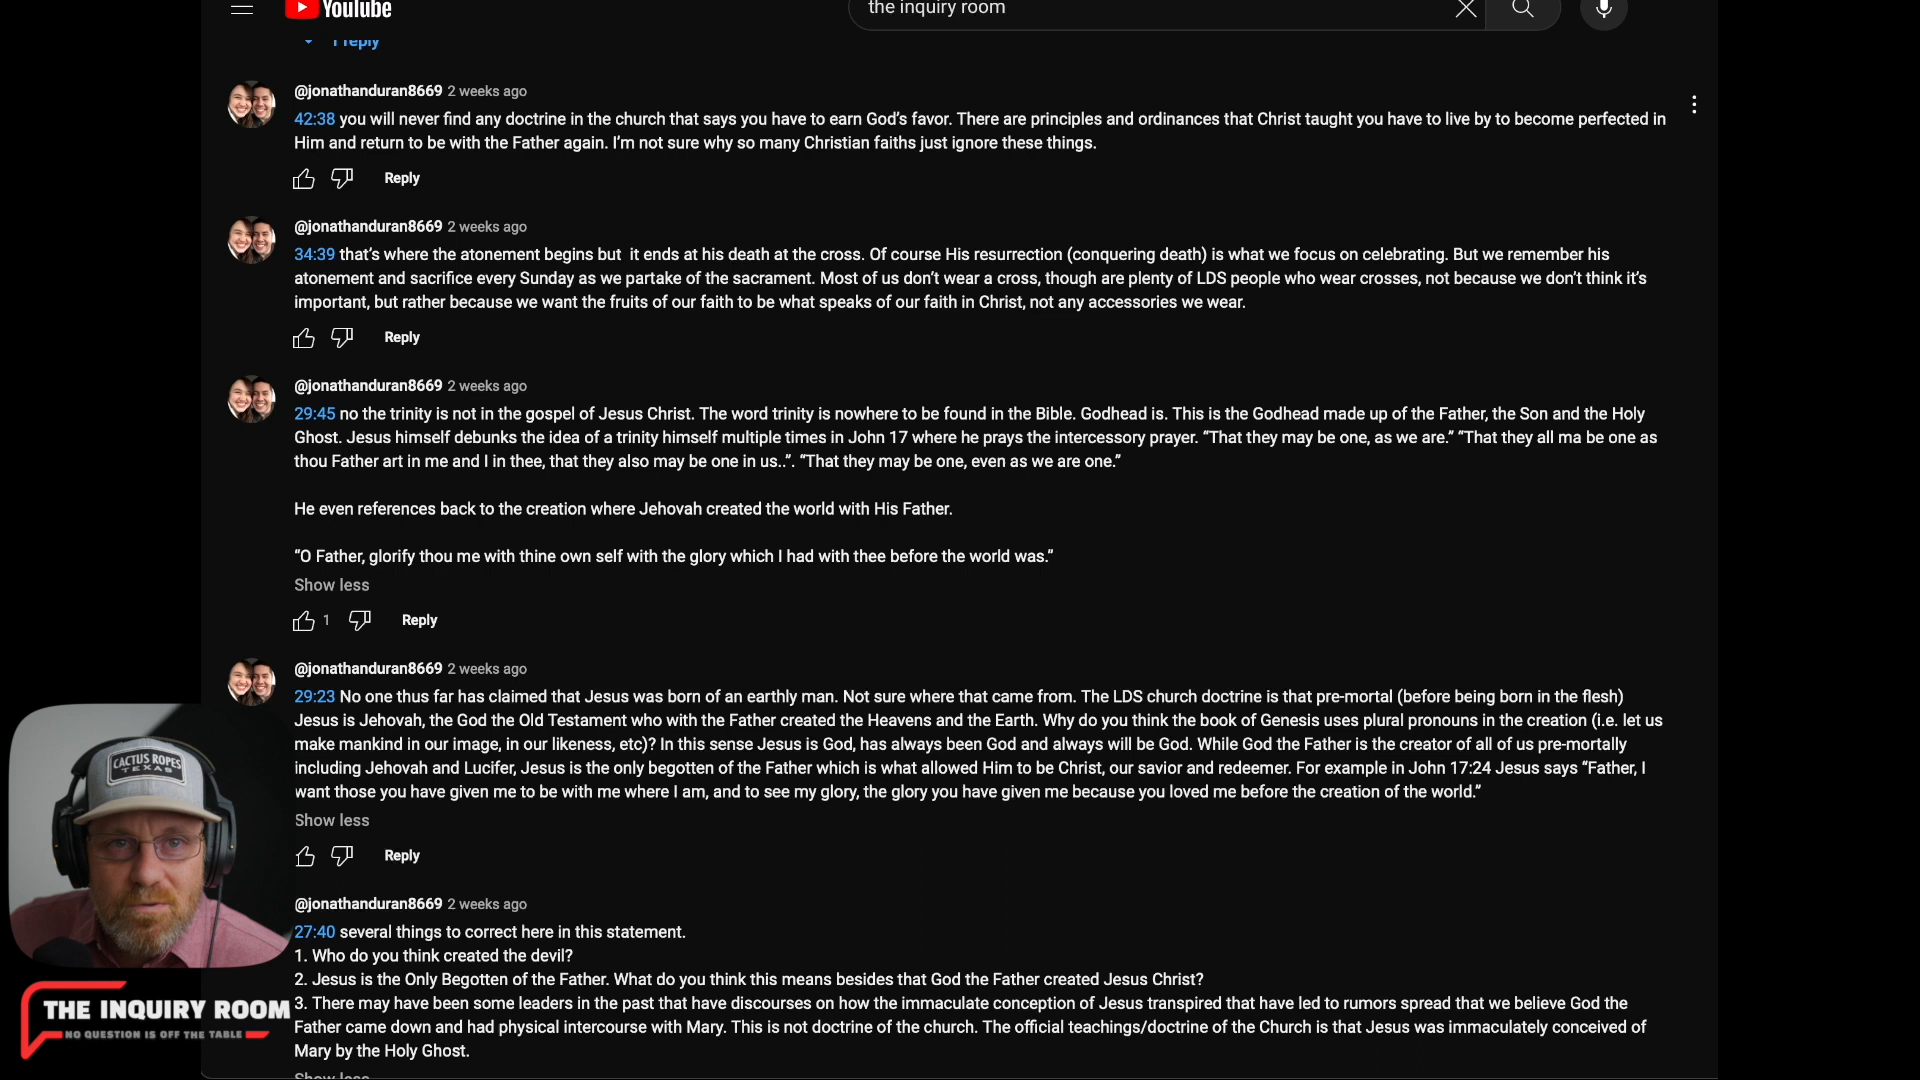 YouTube
the inquiry room
1 reply
@jonathanduran8669 2 weeks ago
42:38 you will never find any doctrine in the church that says you have to earn God’s favor. There are principles and ordinances that Christ taught you have to live by to become perfected in
Him and return to be with the Father again. I’m not sure why so many Christian faiths just ignore these things.
Reply
@jonathanduran8669 2 weeks ago
34:39 that’s where the atonement begins but it ends at his death at the cross. Of course His resurrection (conquering death) is what we focus on celebrating. But we remember his
atonement and sacrifice every Sunday as we partake of the sacrament. Most of us don’t wear a cross, though are plenty of LDS people who wear crosses, not because we don’t think it’s
important, but rather because we want the fruits of our faith to be what speaks of our faith in Christ, not any accessories we wear.
Reply
@jonathanduran8669 2 weeks ago
29:45 no the trinity is not in the gospel of Jesus Christ. The word trinity is nowhere to be found in the Bible. Godhead is. This is the Godhead made up of the Father, the Son and the Holy
Ghost. Jesus himself debunks the idea of a trinity himself multiple times in John 17 where he prays the intercessory prayer. “That they may be one, as we are.” “That they all ma be one as
thou Father art in me and I in thee, that they also may be one in us..”. “That they may be one, even as we are one.”
He even references back to the creation where Jehovah created the world with His Father.
“O Father, glorify thou me with thine own self with the glory which I had with thee before the world was.”
Show less
1 Reply
@jonathanduran8669 2 weeks ago
29:23 No one thus far has claimed that Jesus was born of an earthly man. Not sure where that came from. The LDS church doctrine is that pre-mortal (before being born in the flesh)
Jesus is Jehovah, the God the Old Testament who with the Father created the Heavens and the Earth. Why do you think the book of Genesis uses plural pronouns in the creation (i.e. let us
make mankind in our image, in our likeness, etc)? In this sense Jesus is God, has always been God and always will be God. While God the Father is the creator of all of us pre-mortally
including Jehovah and Lucifer, Jesus is the only begotten of the Father which is what allowed Him to be Christ, our savior and redeemer. For example in John 17:24 Jesus says “Father, I
want those you have given me to be with me where I am, and to see my glory, the glory you have given me because you loved me before the creation of the world.”
Show less
Reply
@jonathanduran8669 2 weeks ago
27:40 several things to correct here in this statement.
1. Who do you think created the devil?
2. Jesus is the Only Begotten of the Father. What do you think this means besides that God the Father created Jesus Christ?
3. There may have been some leaders in the past that have discourses on how the immaculate conception of Jesus transpired that have led to rumors spread that we believe God the
Father came down and had physical intercourse with Mary. This is not doctrine of the church. The official teachings/doctrine of the Church is that Jesus was immaculately conceived of
Mary by the Holy Ghost.
Show less
CACTUS ROPES
TEXAS
THE INQUIRY ROOM
NO QUESTION IS OFF THE TABLE